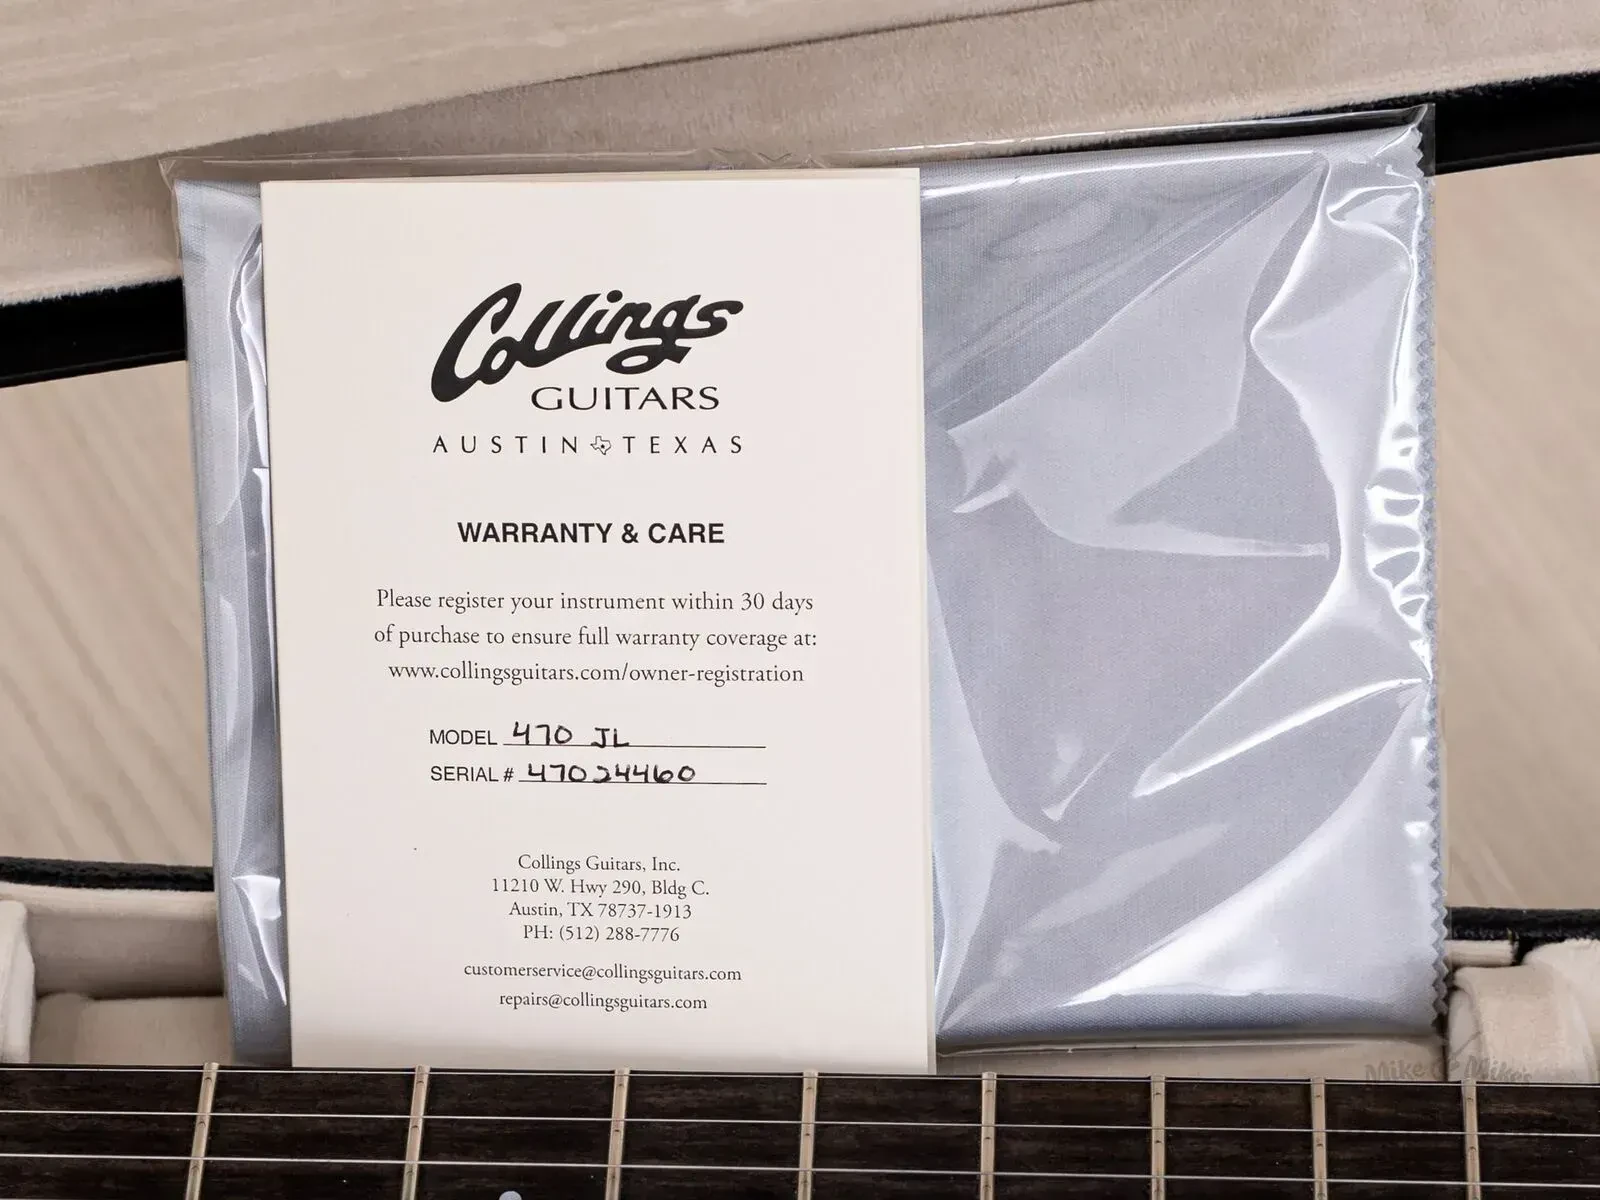 Collings
GUITARS
AUSTIN TEXAS
WARRANTY & CARE
Please register your instrument within 30 days
of purchase to ensure full warranty coverage at:
www.collingsguitars.com/owner-registration
MODEL 470 JL
SERIAL # 47024460
Collings Guitars, Inc.
11210 W. Hwy 290, Bldg C.
Austin, TX 78737-1913
PH: (512) 288-7776
customerservice@collingsguitars.com
repairs@collingsguitars.com
Mike & Mike's